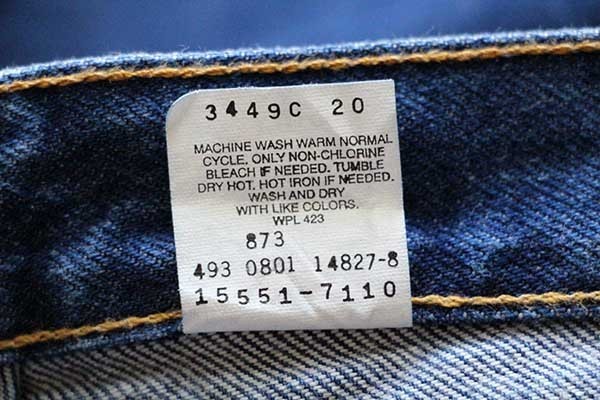 3449C 20
MACHINE WASH WARM NORMAL
CYCLE. ONLY NON-CHLORINE
BLEACH IF NEEDED. TUMBLE
DRY HOT. HOT IRON IF NEEDED.
WASH AND DRY
WITH LIKE COLORS.
WPL 423
873
493 0801 14827-8
15551-7110